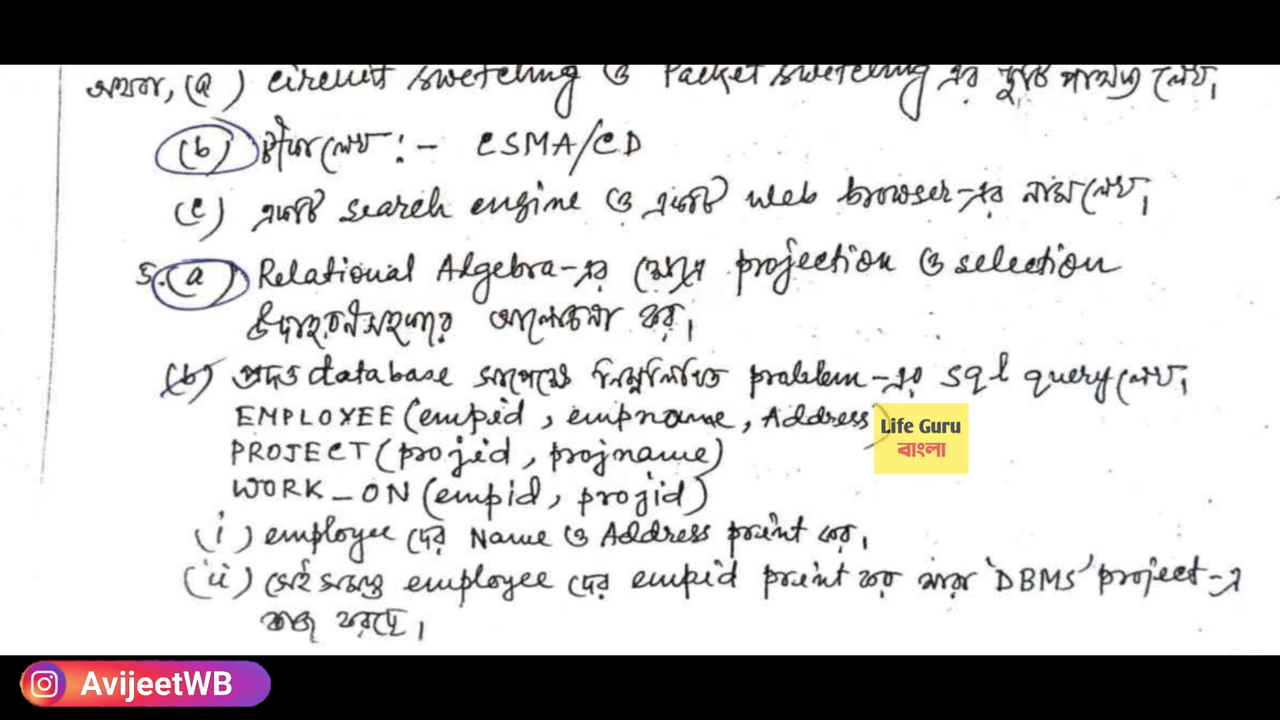 অথবা, (a) Circuit switching ও Packet switching এর দুটি পার্থক্য লেখ।
(b) টীকা লেখ :- CSMA/CD
(c) একটি search engine ও একটি web browser-এর নাম লেখ।
5. (a) Relational Algebra-এর ক্ষেত্রে projection ও selection
উদাহরণসহকারে আলোচনা কর।
(b) প্রদত্ত database সাপেক্ষে নিম্নলিখিত problem-এর sql query লেখ।
EMPLOYEE (empid, empname, Address)
PROJECT (projid, projname)
WORK_ON (empid, projid)
(i) employee দের Name ও Address print কর।
(ii) সেই সমস্ত employee দের empid print কর যারা 'DBMS' project-এ
কাজ করছে।
Life Guru
বাংলা
AvijeetWB